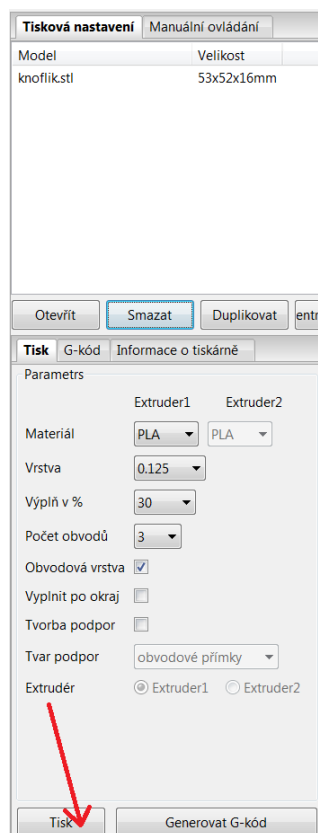 Tisková nastavení Manuální ovládání
Model Velikost
knoflik.stl 53x52x16mm
Otevřít Smazat Duplikovat entr
Tisk G-kód Informace o tiskárně
Parametrs
Extruder1 Extruder2
Materiál PLA PLA
Vrstva 0.125
Výplň v % 30
Počet obvodů 3
Obvodová vrstva
Vyplnit po okraj
Tvorba podpor
Tvar podpor obvodové přímky
Extrudér Extruder1 Extruder2
Tisk Generovat G-kód